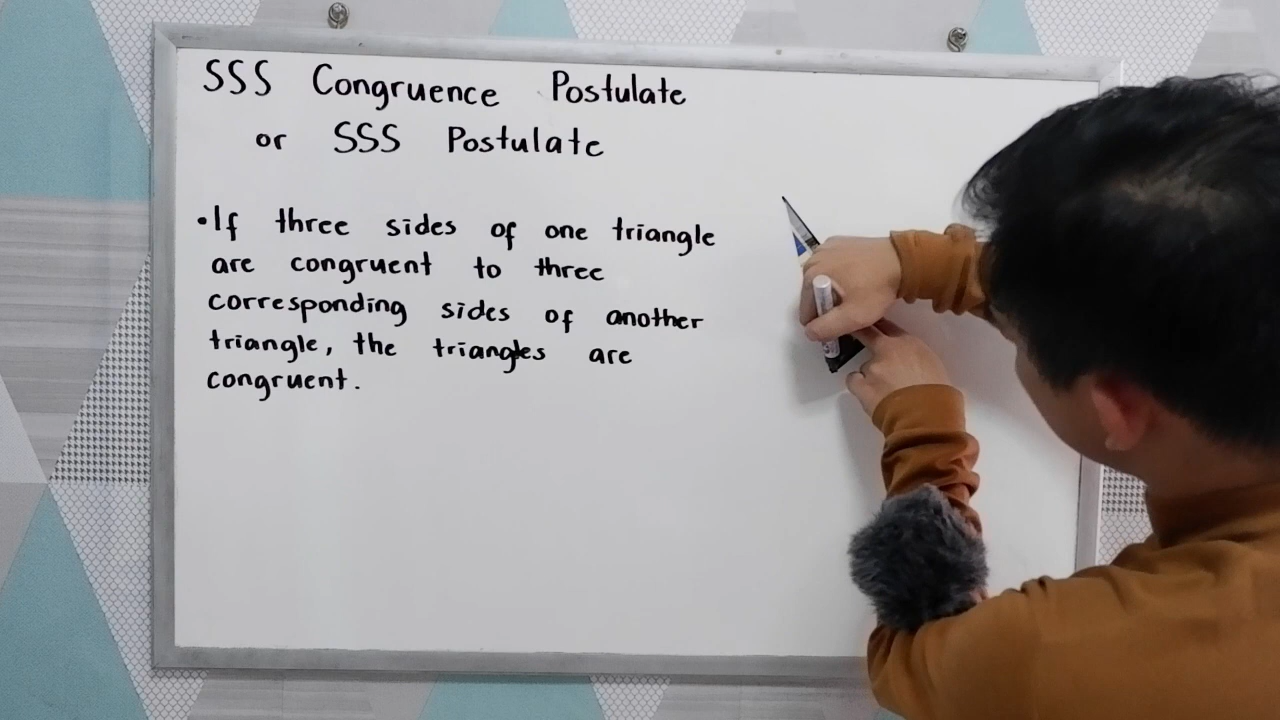 SSS Congruence Postulate
or SSS Postulate
•If three sides of one triangle
are congruent to three
corresponding sides of another
triangle, the triangles are
congruent.